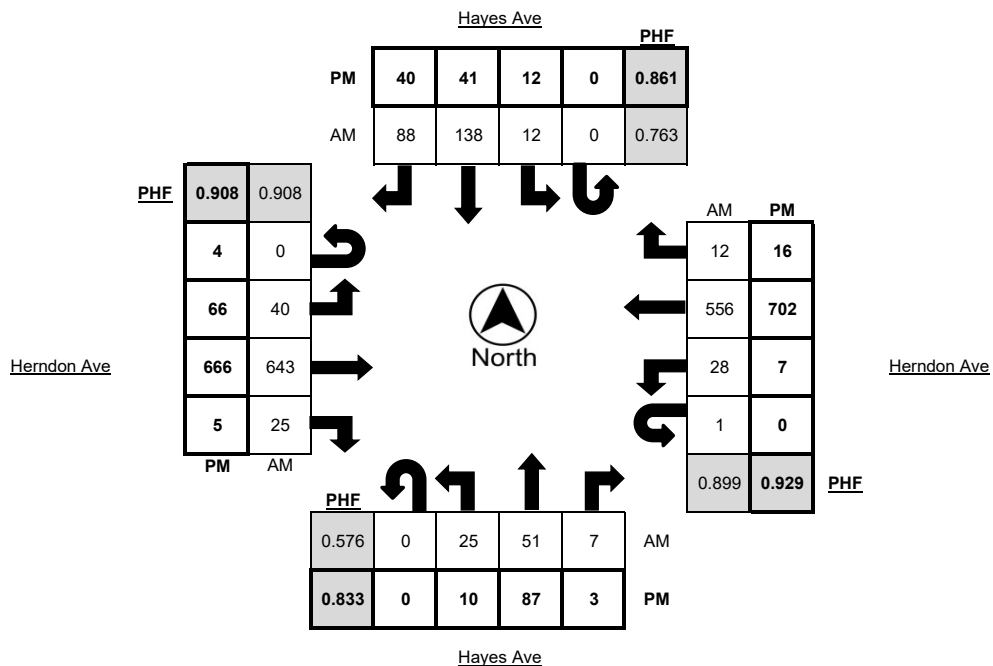 Hayes Ave
PHF
PM 40 41 12 0 0.861
AM 88 138 12 0 0.763
PHF 0.908 0.908
AM PM
4 0
12 16
66 40
556 702
North
Herndon Ave
666 643
28 7
Herndon Ave
5 25
1 0
PM AM
0.899 0.929 PHF
PHF
0.576 0 25 51 7 AM
0.833 0 10 87 3 PM
Hayes Ave